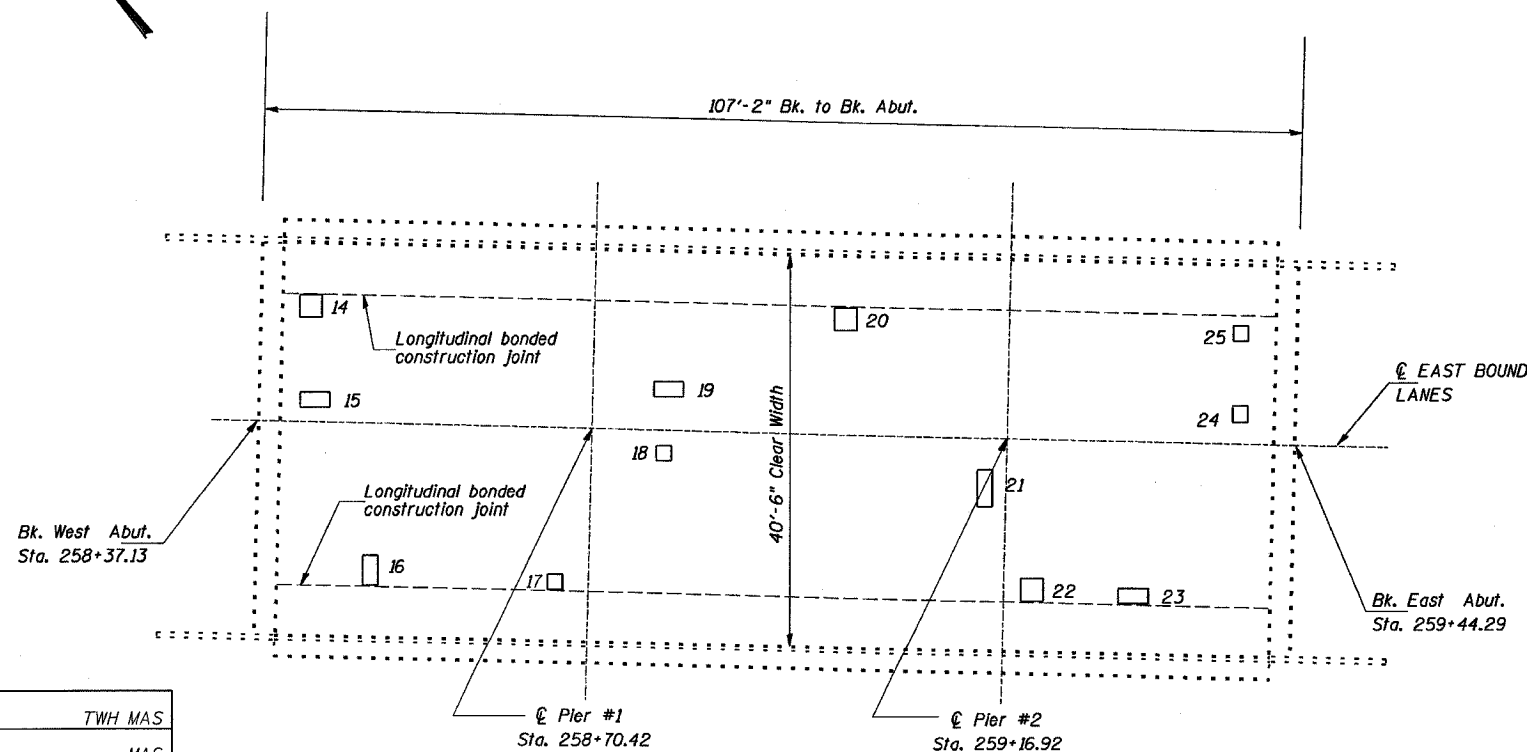 107'-2" Bk. to Bk. Abut.
14
Longitudinal bonded
construction joint
20
25
15
19
℄ EAST BOUND
LANES
24
18
40'-6" Clear Width
21
Longitudinal bonded
construction joint
Bk. West Abut.
Sta. 258+37.13
16
17
22
23
Bk. East Abut.
Sta. 259+44.29
℄ Pier #1
Sta. 258+70.42
℄ Pier #2
Sta. 259+16.92
TWH MAS